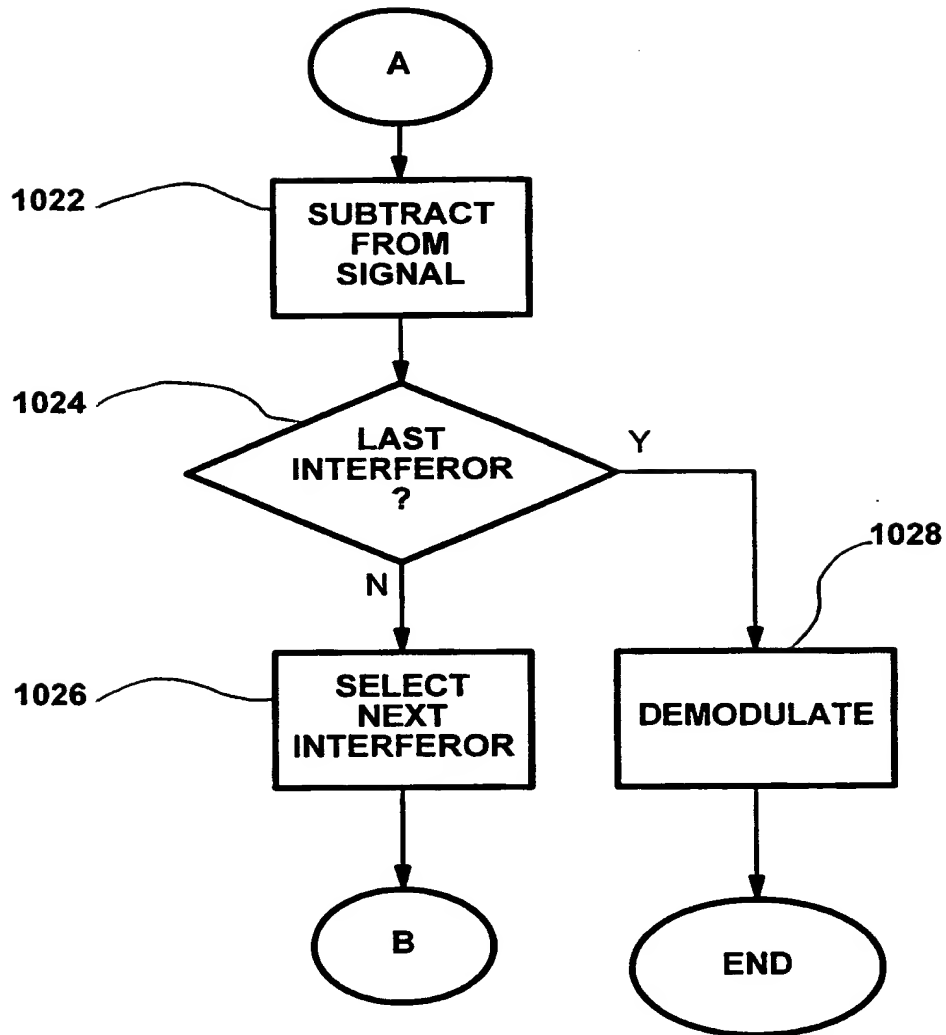 A
1022
SUBTRACT
FROM
SIGNAL
1024
LAST
INTERFEROR
?
Y
N
1028
1026
SELECT
NEXT
INTERFEROR
DEMODULATE
B
END